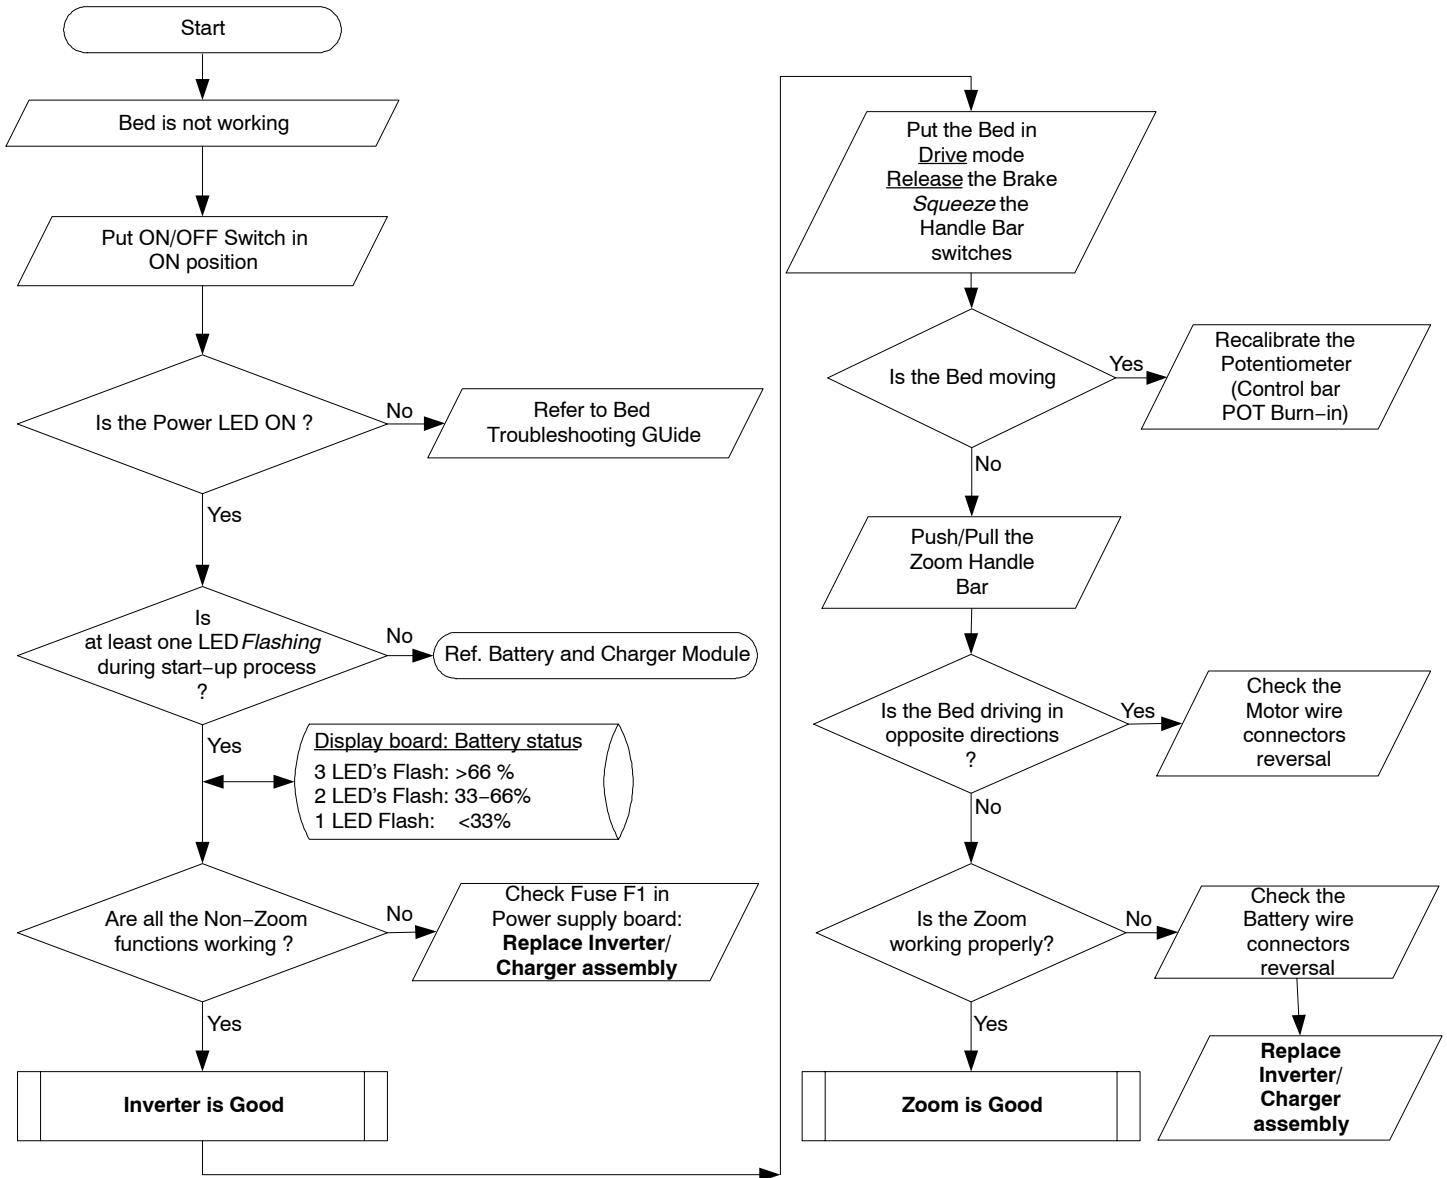 Start
Bed is not working
Put ON/OFF Switch in
ON position
Is the Power LED ON ?
No
Refer to Bed
Troubleshooting GUide
Yes
Is
at least one LED Flashing
during start–up process
?
No
Ref. Battery and Charger Module
Yes
Display board: Battery status
3 LED's Flash: >66 %
2 LED's Flash: 33–66%
1 LED Flash: <33%
Are all the Non–Zoom
functions working ?
No
Check Fuse F1 in
Power supply board:
Replace Inverter/
Charger assembly
Yes
Inverter is Good
Put the Bed in
Drive mode
Release the Brake
Squeeze the
Handle Bar
switches
Is the Bed moving
Yes
Recalibrate the
Potentiometer
(Control bar
POT Burn–in)
No
Push/Pull the
Zoom Handle
Bar
Is the Bed driving in
opposite directions
?
Yes
Check the
Motor wire
connectors
reversal
No
Is the Zoom
working properly?
No
Check the
Battery wire
connectors
reversal
Yes
Replace
Inverter/
Charger
assembly
Zoom is Good